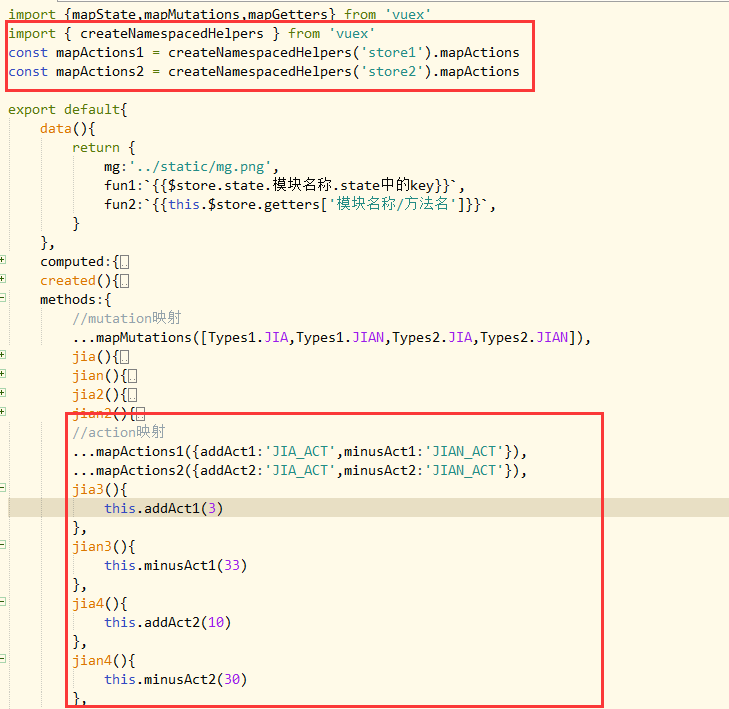 import {mapState,mapMutations,mapGetters} from 'vuex'
import { createNamespacedHelpers } from 'vuex'
const mapActions1 = createNamespacedHelpers('store1').mapActions
const mapActions2 = createNamespacedHelpers('store2').mapActions
export default{
data(){
return {
mg:'../static/mg.png',
fun1:`{{$store.state.模块名称.state中的key}}`,
fun2:`{{this.$store.getters['模块名称/方法名']}}`,
}
},
computed:{..
created(){..
methods:{
//mutation映射
...mapMutations([Types1.JIA,Types1.JIAN,Types2.JIA,Types2.JIAN]),
jia(){..
jian(){..
jia2(){..
jian2(){..
//action映射
...mapActions1({addAct1:'JIA_ACT',minusAct1:'JIAN_ACT'}),
...mapActions2({addAct2:'JIA_ACT',minusAct2:'JIAN_ACT'}),
jia3(){
this.addAct1(3)
},
jian3(){
this.minusAct1(33)
},
jia4(){
this.addAct2(10)
},
jian4(){
this.minusAct2(30)
},